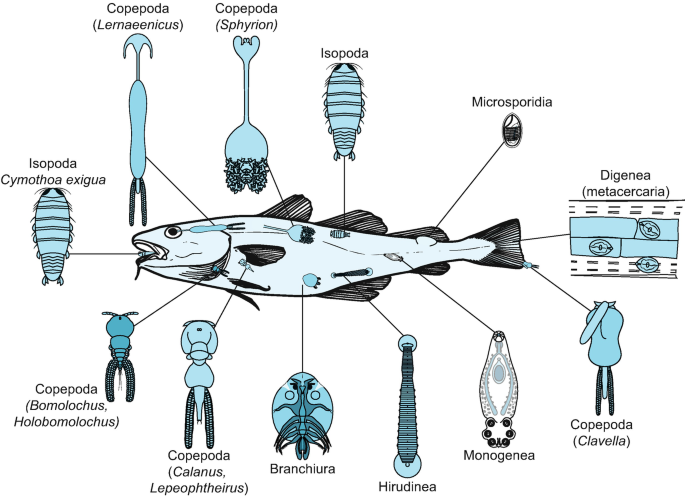 Copepoda
(Lernaeenicus)
Copepoda
(Sphyrion)
Isopoda
Microsporidia
Isopoda
Cymothoa exigua
Digenea
(metacercaria)
Copepoda
(Bomolochus,
Holobomolochus)
Copepoda
(Calanus,
Lepeophtheirus)
Branchiura
Hirudinea
Monogenea
Copepoda
(Clavella)